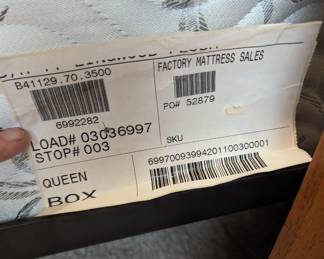 B41129.70.3500
6992282
LOAD# 03036997
STOP# 003
FACTORY MATTRESS SALES
PO# 52879
SKU
69970093994201100300001
QUEEN
BOX